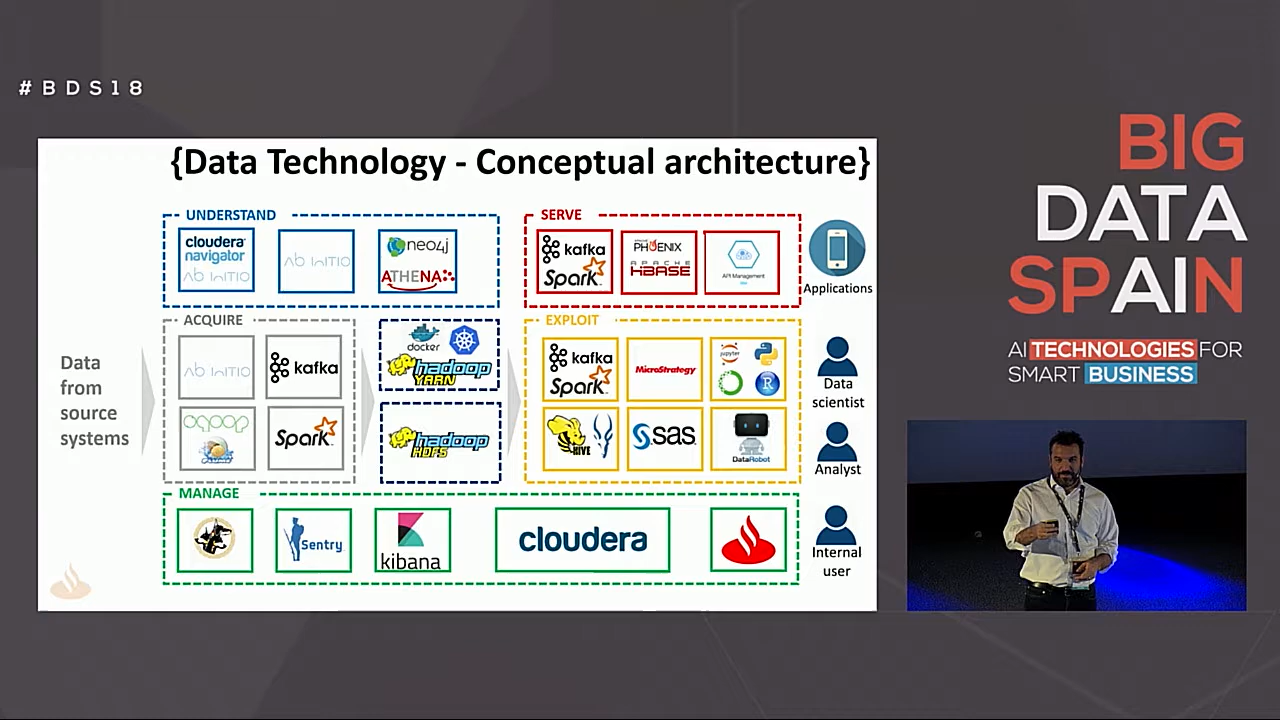 #BDS18
{Data Technology - Conceptual architecture}
UNDERSTAND
cloudera
navigator
Ab Initio
Ab Initio
neo4j
ATHENA
SERVE
kafka
Spark
PHOENIX
APACHE
HBASE
API Management
Applications
Data
from
source
systems
ACQUIRE
Ab Initio
kafka
sqoop
Spark
docker
hadoop
YARN
hadoop
HDFS
EXPLOIT
kafka
Spark
MicroStrategy
jupyter
R
HIVE
sas
DataRobot
Data
scientist
Analyst
MANAGE
Sentry
kibana
cloudera
Internal
user
BIG
DATA
SPAIN
AI TECHNOLOGIES FOR
SMART BUSINESS